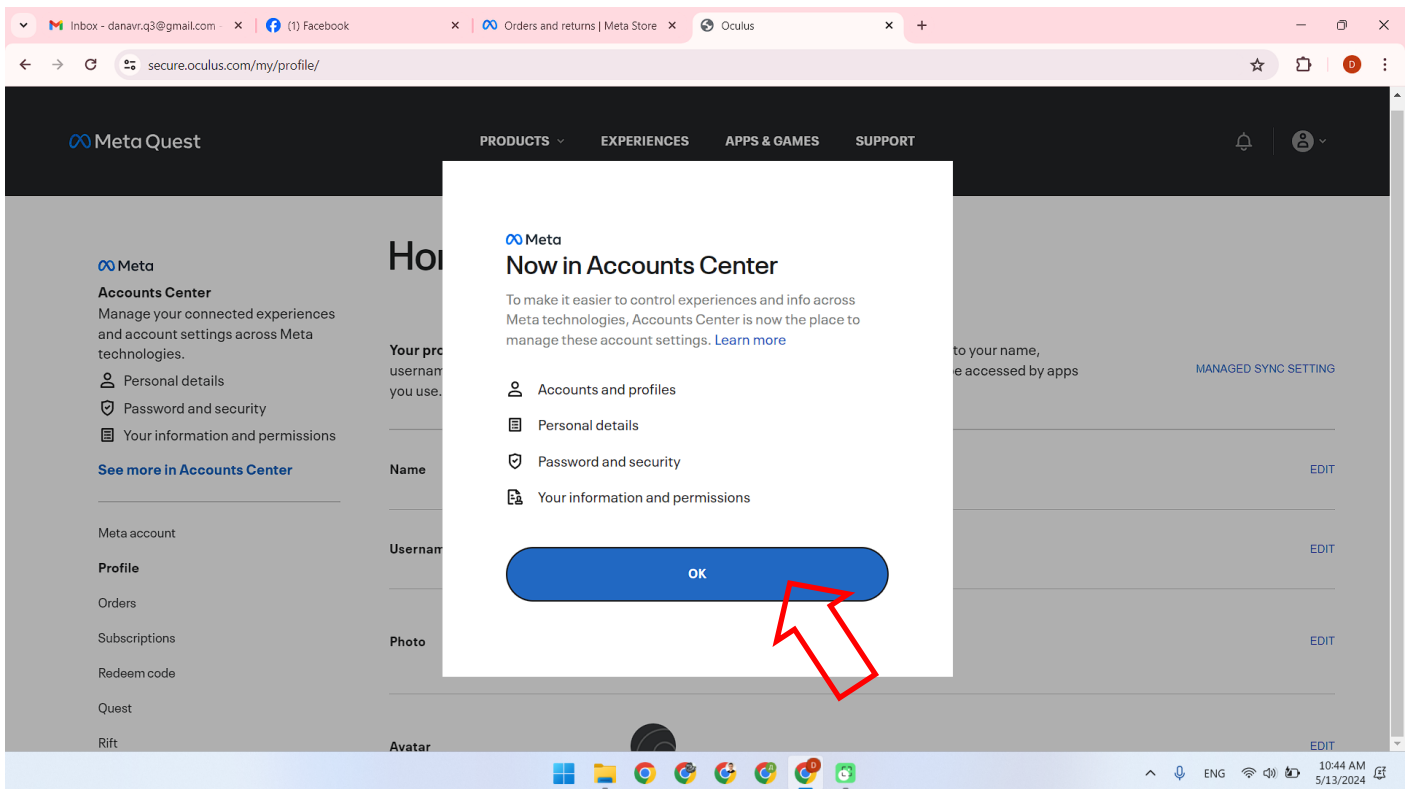 Inbox - danavr.q3@gmail.com -
(1) Facebook
Orders and returns | Meta Store
Oculus
secure.oculus.com/my/profile/
D
Meta Quest
PRODUCTS
EXPERIENCES
APPS & GAMES
SUPPORT
Meta
Accounts Center
Manage your connected experiences
and account settings across Meta
technologies.
Personal details
Password and security
Your information and permissions
See more in Accounts Center
Meta account
Profile
Orders
Subscriptions
Redeem code
Quest
Rift
Hor
Your pro
to your name,
usernam
e accessed by apps
you use.
MANAGED SYNC SETTING
Name
EDIT
Usernam
EDIT
Photo
EDIT
Avatar
EDIT
Meta
Now in Accounts Center
To make it easier to control experiences and info across
Meta technologies, Accounts Center is now the place to
manage these account settings. Learn more
Accounts and profiles
Personal details
Password and security
Your information and permissions
OK
D
ENG
10:44 AM
5/13/2024